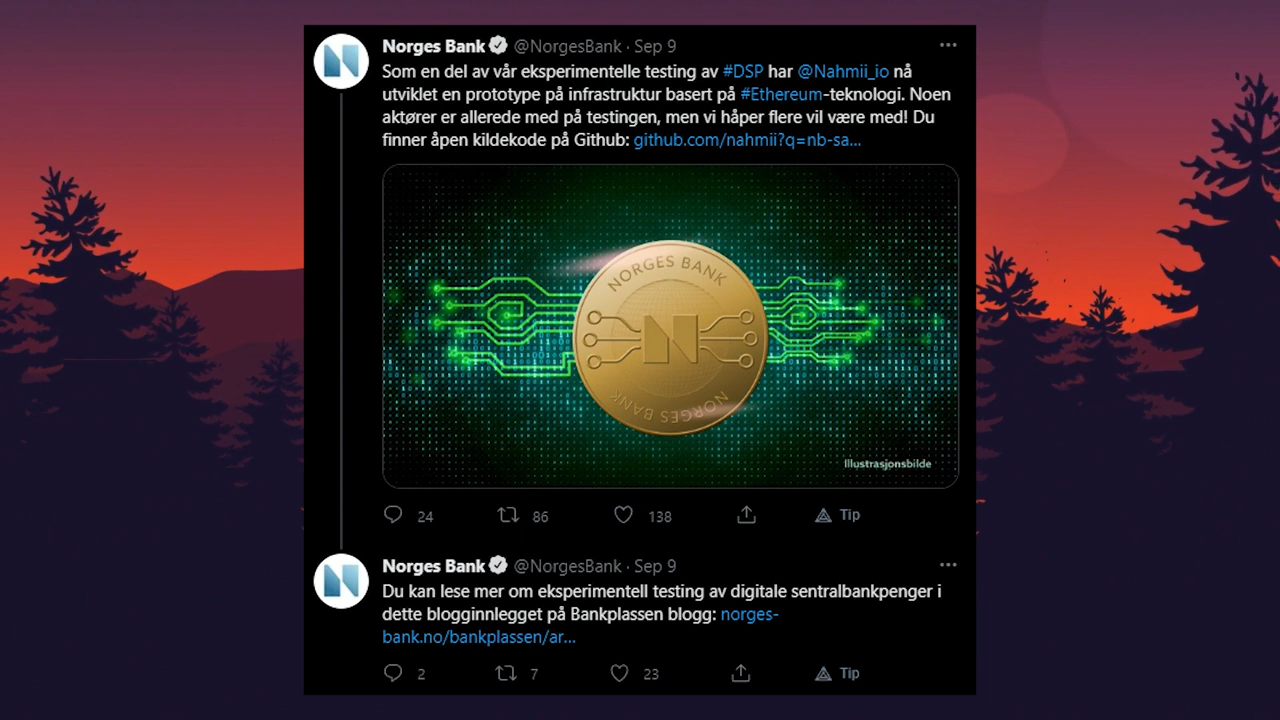 Norges Bank @NorgesBank · Sep 9
Som en del av vår eksperimentelle testing av #DSP har @Nahmii_io nå
utviklet en prototype på infrastruktur basert på #Ethereum-teknologi. Noen
aktører er allerede med på testingen, men vi håper flere vil være med! Du
finner åpen kildekode på Github: github.com/nahmii?q=nb-sa...
NORGES BANK
N
NORGES BANK
Illustrasjonsbilde
24 86 138 Tip
Norges Bank @NorgesBank · Sep 9
Du kan lese mer om eksperimentell testing av digitale sentralbankpenger i
dette blogginnlegget på Bankplassen blogg: norges-
bank.no/bankplassen/ar...
2 7 23 Tip